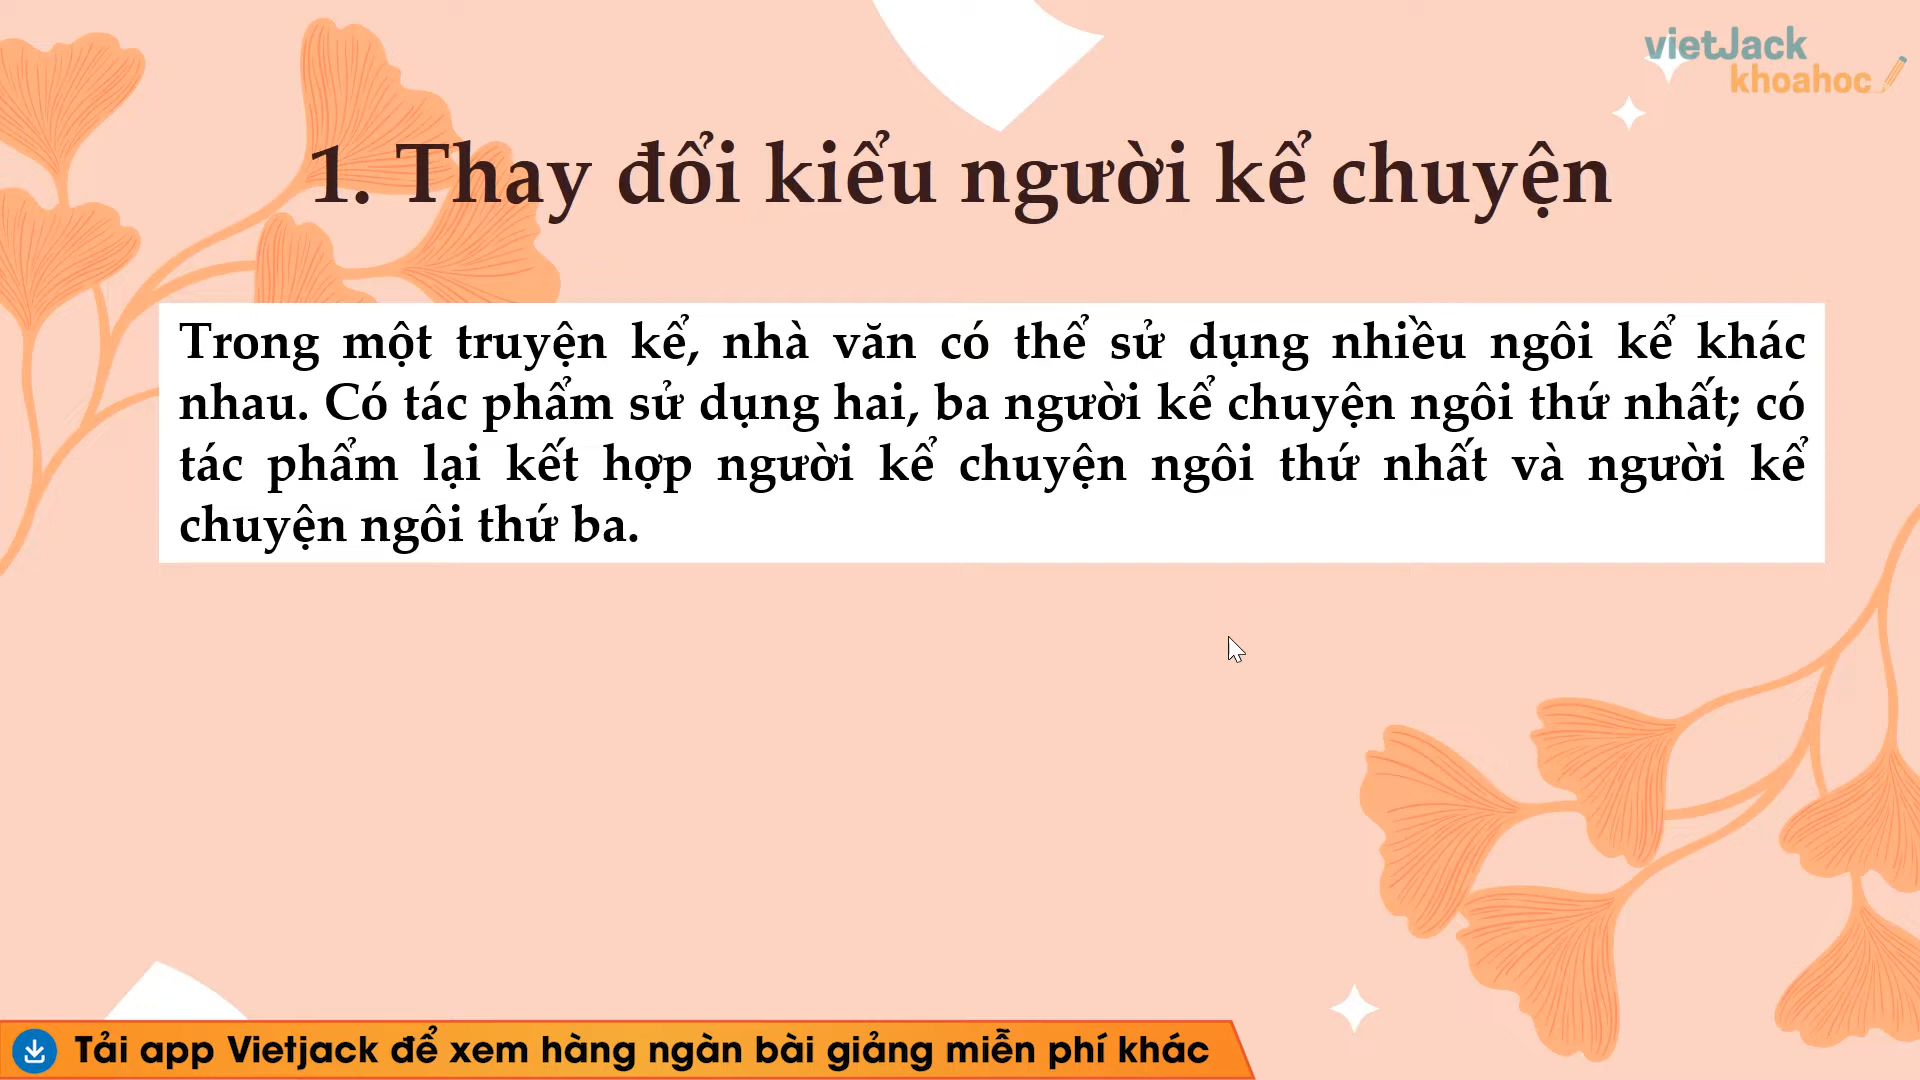 vietJack
khoahoc
1. Thay đổi kiểu người kể chuyện
Trong một truyện kể, nhà văn có thể sử dụng nhiều ngôi kể khác
nhau. Có tác phẩm sử dụng hai, ba người kể chuyện ngôi thứ nhất; có
tác phẩm lại kết hợp người kể chuyện ngôi thứ nhất và người kể
chuyện ngôi thứ ba.
Tải app Vietjack để xem hàng ngàn bài giảng miễn phí khác